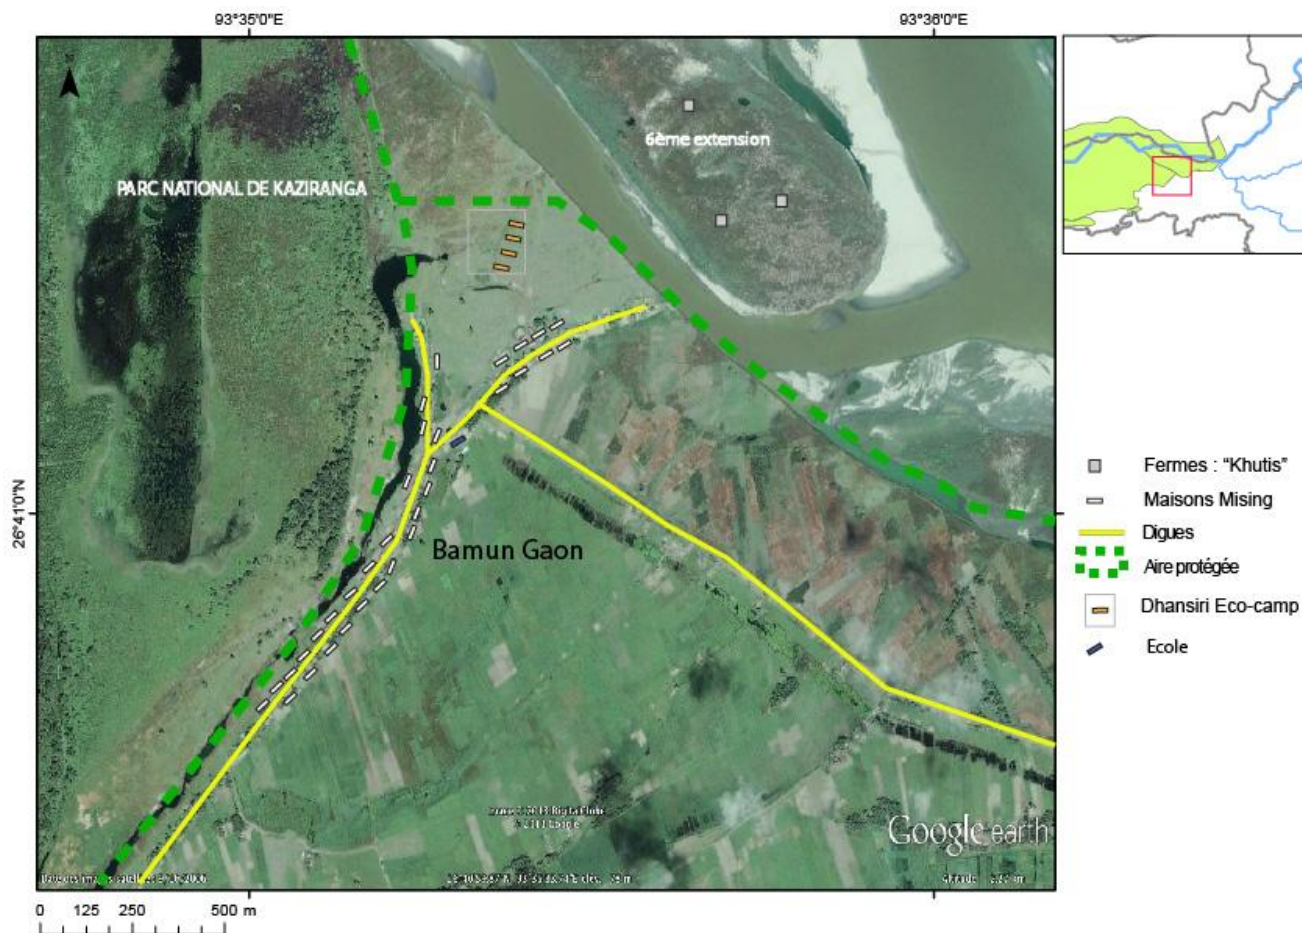 93°35'0"E
93°36'0"E
6ème extension
PARC NATIONAL DE KAZIRANGA
26°41'0"N
Bamun Gaon
Fermes : "Khutis"
Maisons Mising
Digues
Aire protégée
Dhansiri Eco-camp
Ecole
Google earth
0 125 250 500 m